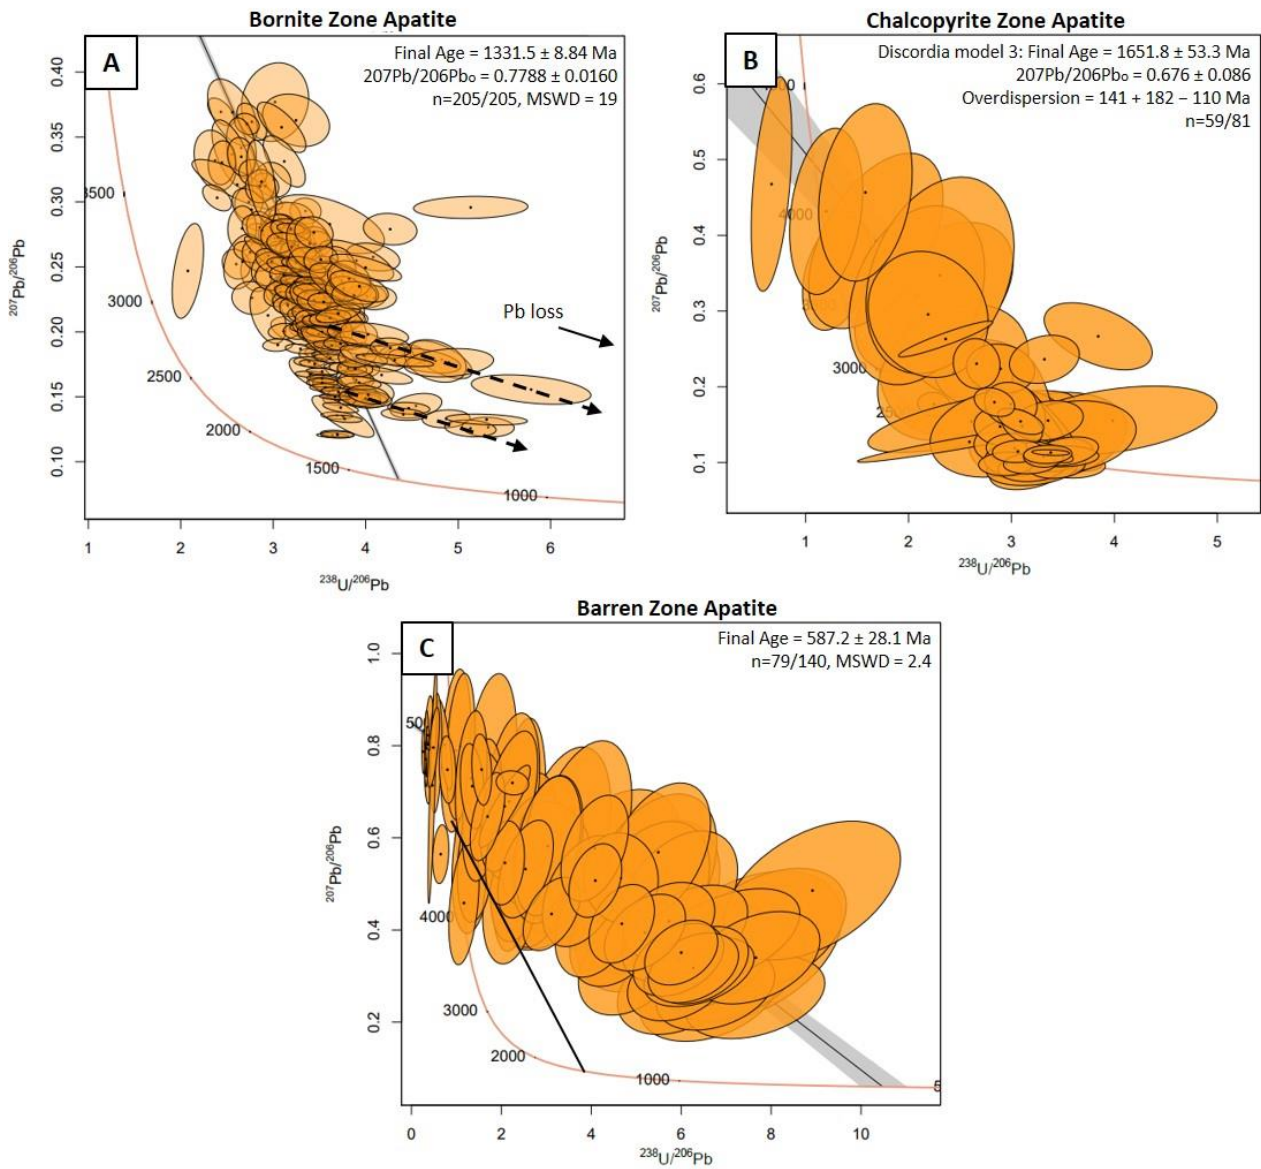 Bornite Zone Apatite
A
Final Age = 1331.5 ± 8.84 Ma
207Pb/206Pb₀ = 0.7788 ± 0.0160
n=205/205, MSWD = 19
Pb loss
0.40
0.35
0.30
0.25
0.20
0.15
0.10
²⁰⁷Pb/²⁰⁶Pb
3500
3000
2500
2000
1500
1000
1 2 3 4 5 6
²³⁸U/²⁰⁶Pb
Chalcopyrite Zone Apatite
B
Discordia model 3: Final Age = 1651.8 ± 53.3 Ma
207Pb/206Pb₀ = 0.676 ± 0.086
Overdispersion = 141 + 182 – 110 Ma
n=59/81
0.6
0.5
0.4
0.3
0.2
0.1
²⁰⁷Pb/²⁰⁶Pb
4000
3000
1 2 3 4 5
²³⁸U/²⁰⁶Pb
Barren Zone Apatite
C
Final Age = 587.2 ± 28.1 Ma
n=79/140, MSWD = 2.4
1.0
0.8
0.6
0.4
0.2
²⁰⁷Pb/²⁰⁶Pb
4000
3000
2000
1000
0 2 4 6 8 10
²³⁸U/²⁰⁶Pb